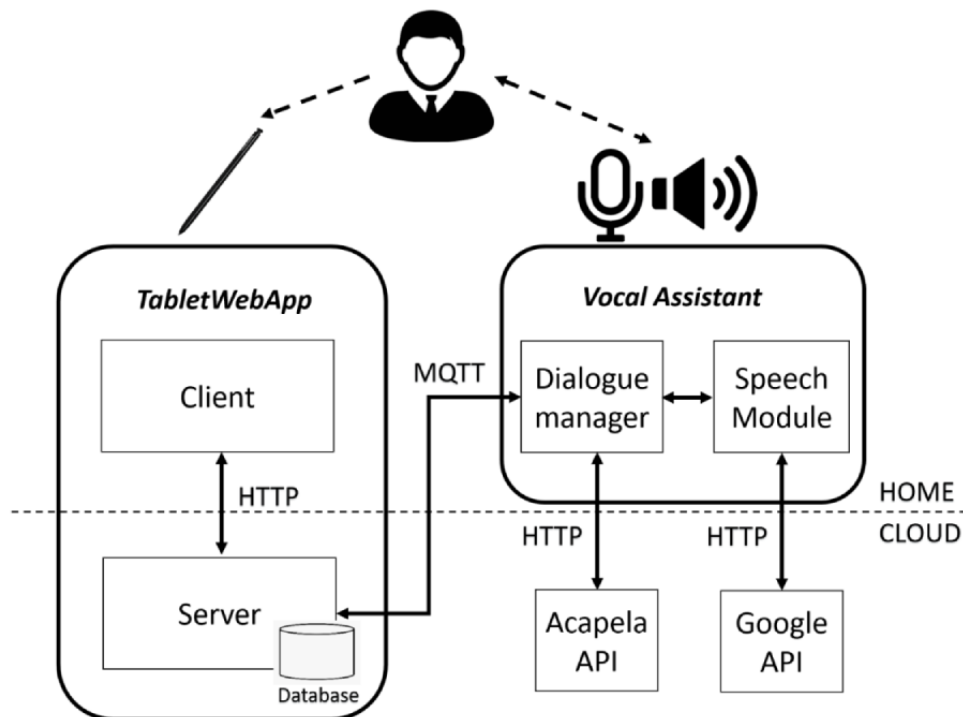 TabletWebApp
Client
HTTP
Server
Database
MQTT
Vocal Assistant
Dialogue
manager
Speech
Module
HOME
CLOUD
HTTP
HTTP
Acapela
API
Google
API